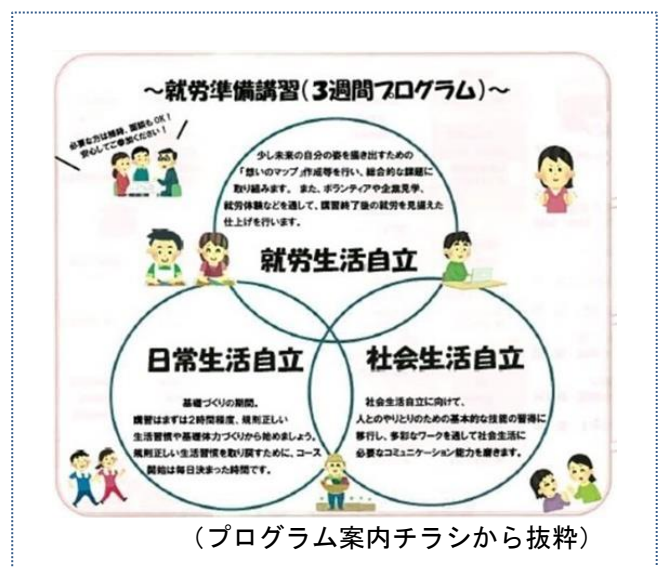 ～就労準備講習(3週間プログラム)～
必要な方は随時、面談もOK!
安心してご参加ください!
少し未来の自分の姿を描き出すための
「想いのマップ」作成等を行い、総合的な課題に
取り組みます。また、ボランティアや企業見学、
就労体験などを通して、講習終了後の就労を見据えた
仕上げを行います。
就労生活自立
日常生活自立
基礎づくりの期間。
講習はまずは2時間程度、規則正しい
生活習慣や基礎体力づくりから始めましょう。
規則正しい生活習慣を取り戻すために、コース
開始は毎日決まった時間です。
社会生活自立
社会生活自立に向けて、
人とのやりとりのための基本的な技能の習得に
移行し、多彩なワークを通して社会生活に
必要なコミュニケーション能力を磨きます。
（プログラム案内チラシから抜粋）